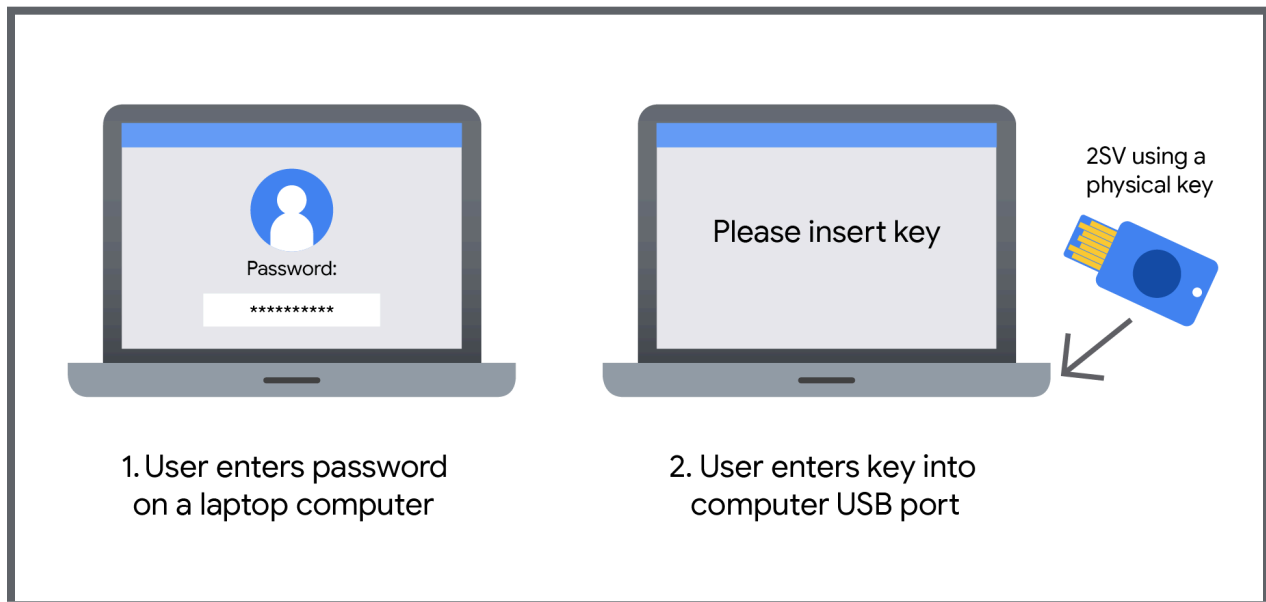 Password:
**********
1. User enters password
on a laptop computer
Please insert key
2SV using a
physical key
2. User enters key into
computer USB port